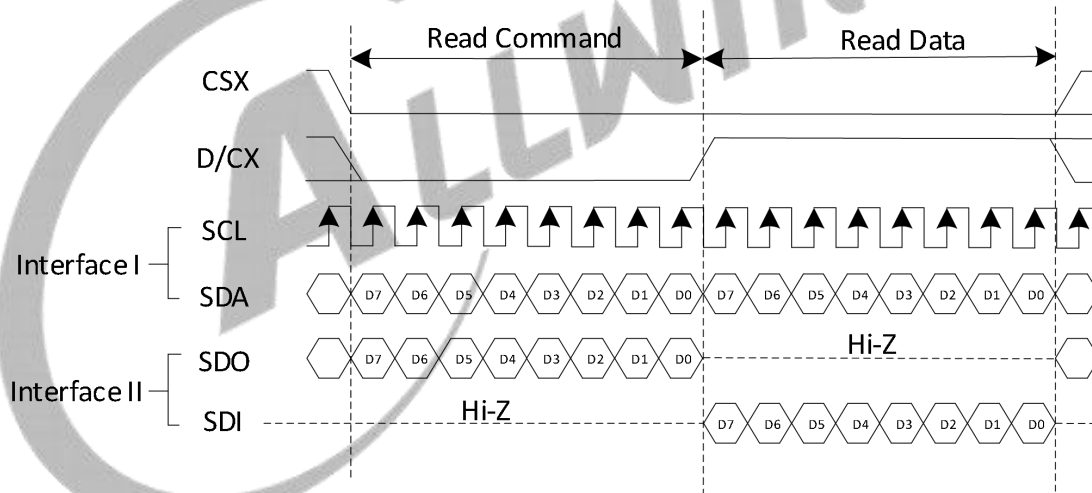 Read Command
Read Data
CSX
D/CX
SCL
Interface I
SDA
D7 D6 D5 D4 D3 D2 D1 D0 D7 D6 D5 D4 D3 D2 D1 D0
SDO
D7 D6 D5 D4 D3 D2 D1 D0
Hi-Z
Interface II
SDI
Hi-Z
D7 D6 D5 D4 D3 D2 D1 D0